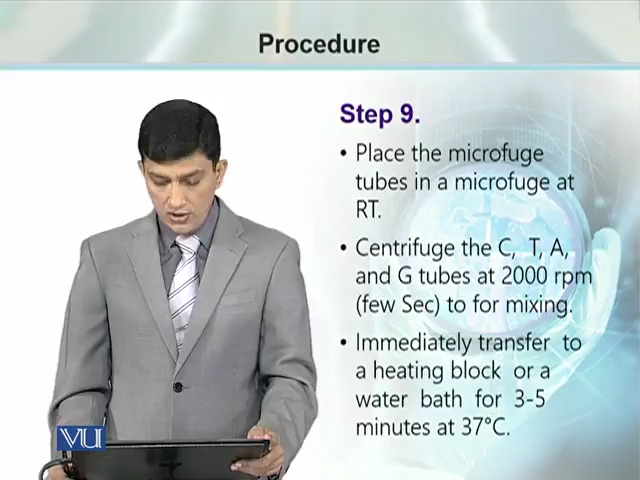 Procedure
Step 9.
• Place the microfuge
tubes in a microfuge at
RT.
• Centrifuge the C, T, A,
and G tubes at 2000 rpm
(few Sec) to for mixing.
• Immediately transfer to
a heating block or a
water bath for 3-5
minutes at 37°C.
VU